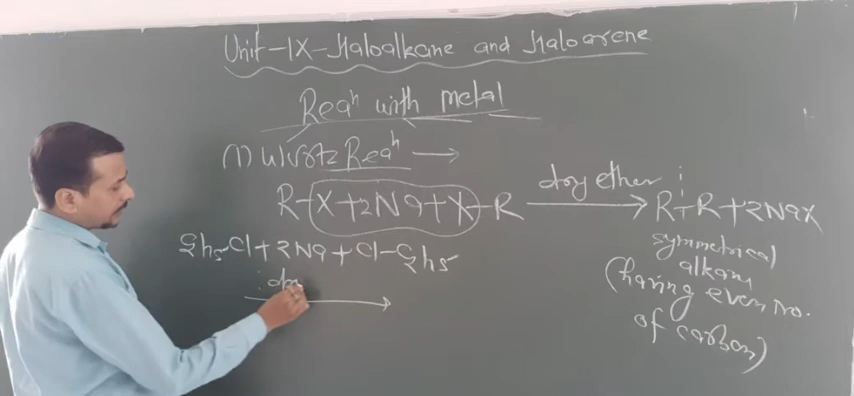 Unit-IX-Haloalkane and Haloarene
Reaⁿ with metal
(1) Wurtz Reaⁿ →
R-X+2Na+X-R dry ether → R-R+2NaX
symmetrical
alkane
(having even no.
of carbon)
C₂H₅-Cl+2Na+Cl-C₂H₅